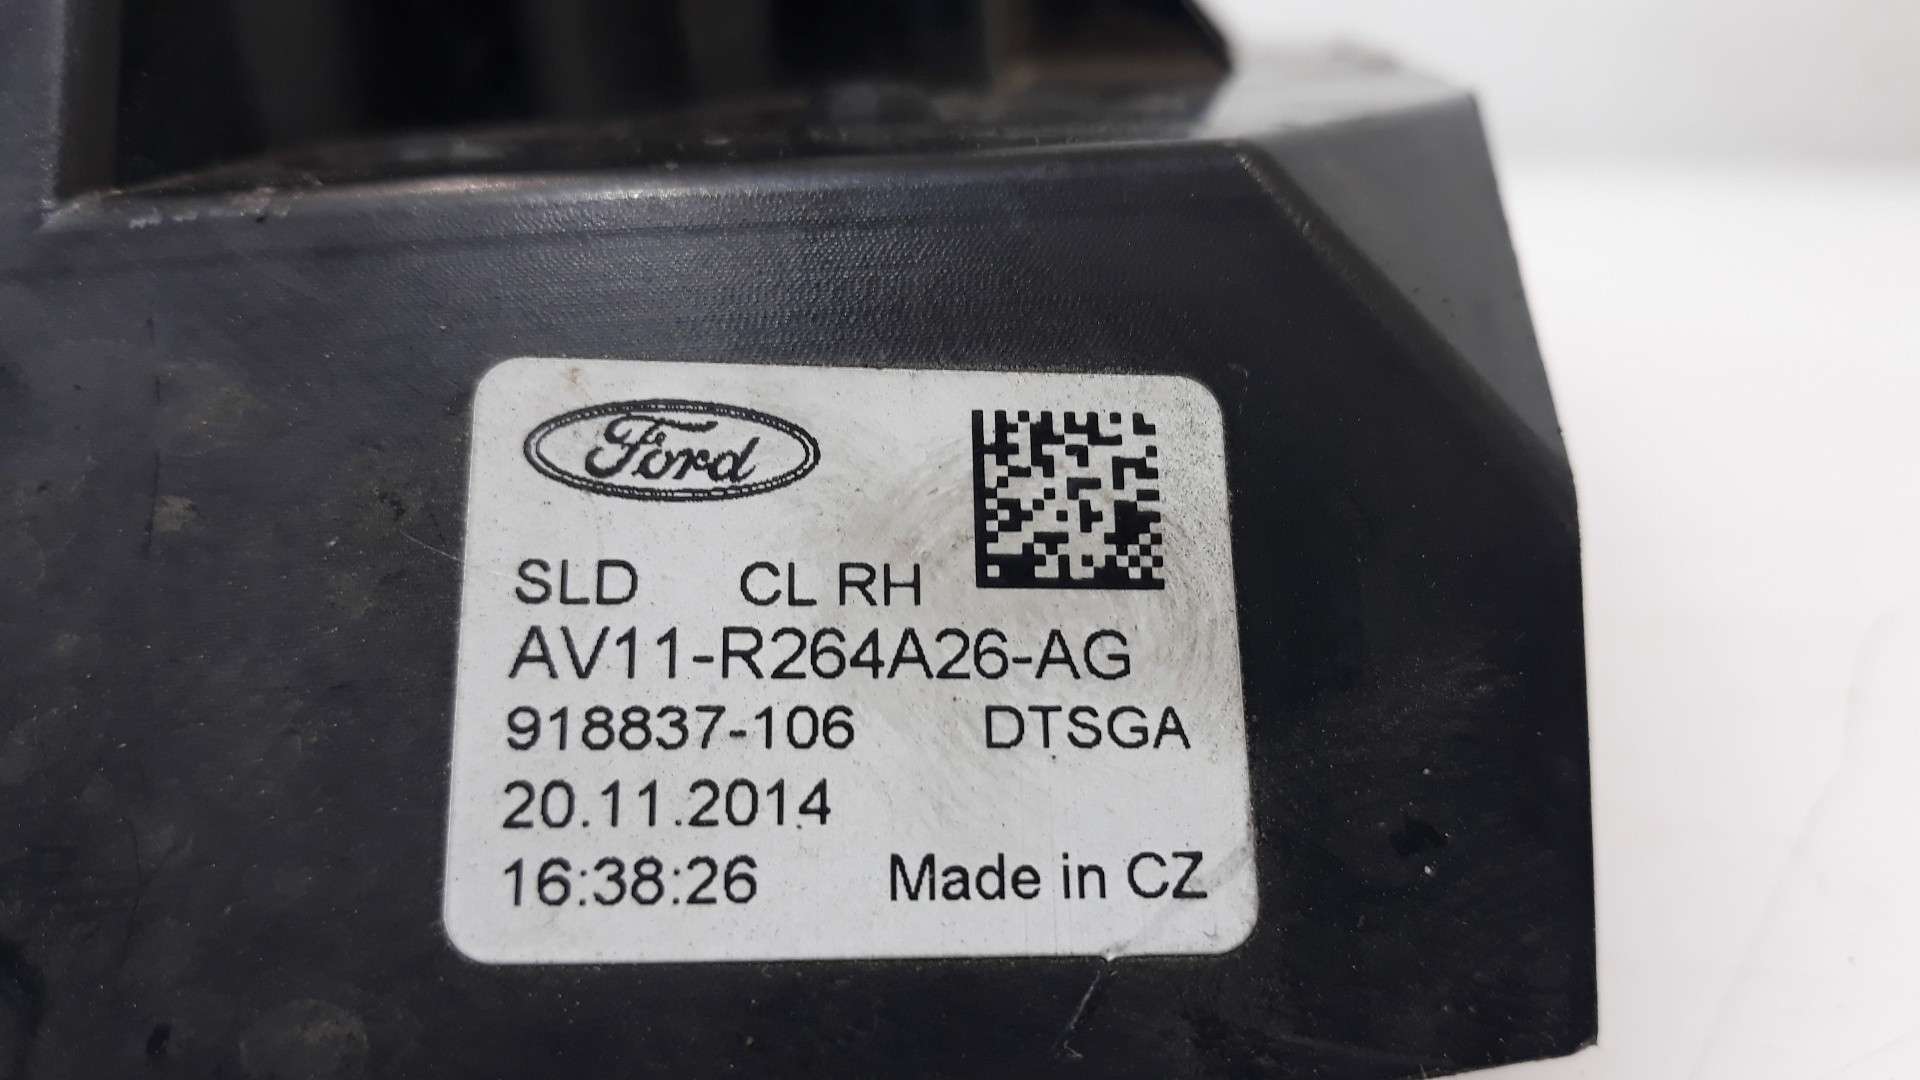 Ford
SLD CL RH
AV11-R264A26-AG
918837-106 DTSGA
20.11.2014
16:38:26 Made in CZ